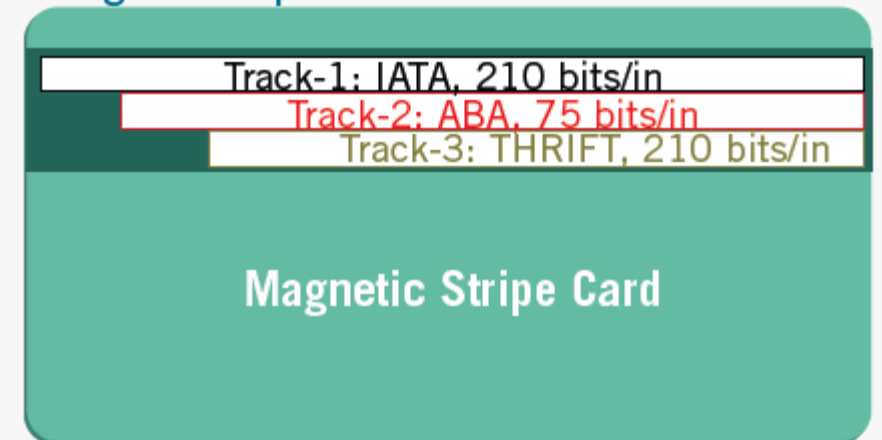 Track-1: IATA, 210 bits/in
Track-2: ABA, 75 bits/in
Track-3: THRIFT, 210 bits/in
Magnetic Stripe Card